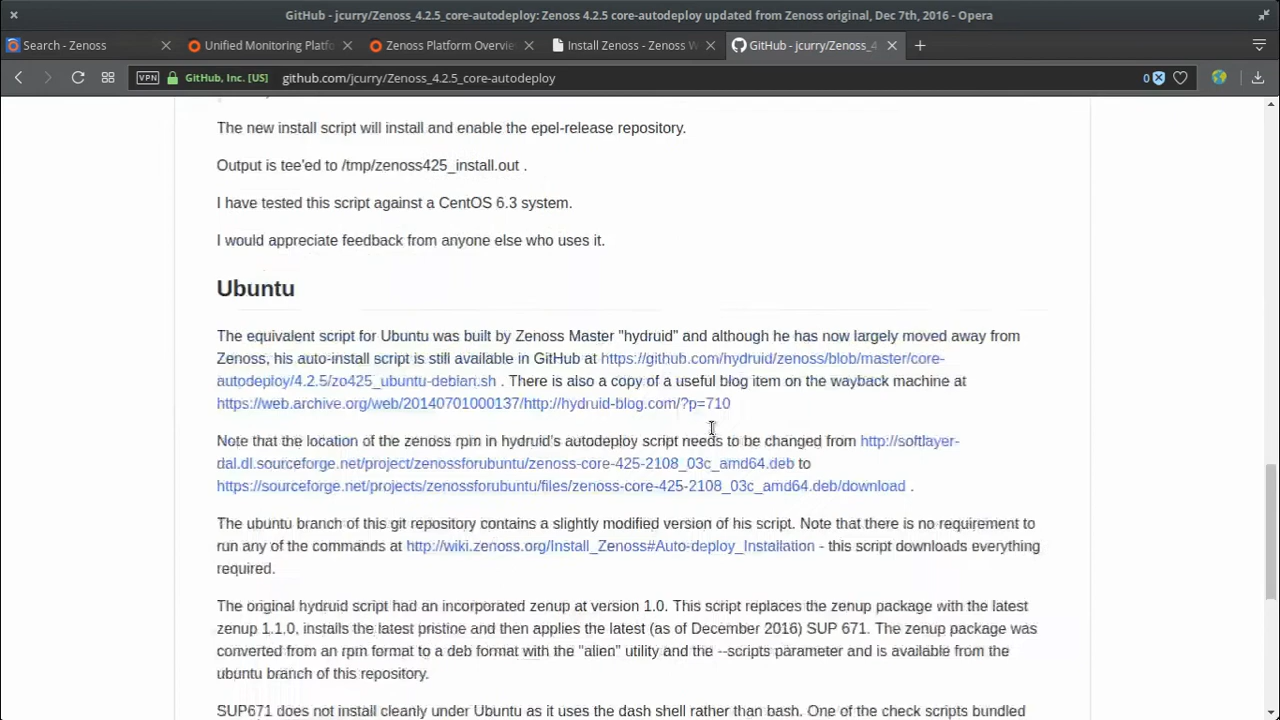 GitHub - jcurry/Zenoss_4.2.5_core-autodeploy: Zenoss 4.2.5 core-autodeploy updated from Zenoss original, Dec 7th, 2016 - Opera
Search - Zenoss
Unified Monitoring Platfo
Zenoss Platform Overvie
Install Zenoss - Zenoss W
GitHub - jcurry/Zenoss_4
VPN
GitHub, Inc. [US]
github.com/jcurry/Zenoss_4.2.5_core-autodeploy
0
The new install script will install and enable the epel-release repository.
Output is tee'ed to /tmp/zenoss425_install.out .
I have tested this script against a CentOS 6.3 system.
I would appreciate feedback from anyone else who uses it.
Ubuntu
The equivalent script for Ubuntu was built by Zenoss Master "hydruid" and although he has now largely moved away from
Zenoss, his auto-install script is still available in GitHub at https://github.com/hydruid/zenoss/blob/master/core-
autodeploy/4.2.5/zo425_ubuntu-debian.sh . There is also a copy of a useful blog item on the wayback machine at
https://web.archive.org/web/20140701000137/http://hydruid-blog.com/?p=710
Note that the location of the zenoss rpm in hydruid's autodeploy script needs to be changed from http://softlayer-
dal.dl.sourceforge.net/project/zenossforubuntu/zenoss-core-425-2108_03c_amd64.deb to
https://sourceforge.net/projects/zenossforubuntu/files/zenoss-core-425-2108_03c_amd64.deb/download .
The ubuntu branch of this git repository contains a slightly modified version of his script. Note that there is no requirement to
run any of the commands at http://wiki.zenoss.org/Install_Zenoss#Auto-deploy_Installation - this script downloads everything
required.
The original hydruid script had an incorporated zenup at version 1.0. This script replaces the zenup package with the latest
zenup 1.1.0, installs the latest pristine and then applies the latest (as of December 2016) SUP 671. The zenup package was
converted from an rpm format to a deb format with the "alien" utility and the --scripts parameter and is available from the
ubuntu branch of this repository.
SUP671 does not install cleanly under Ubuntu as it uses the dash shell rather than bash. One of the check scripts bundled